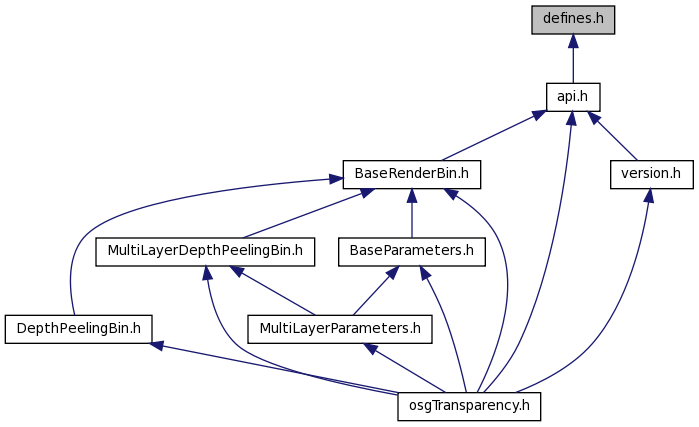 defines.h
api.h
BaseRenderBin.h
version.h
MultiLayerDepthPeelingBin.h
BaseParameters.h
DepthPeelingBin.h
MultiLayerParameters.h
osgTransparency.h